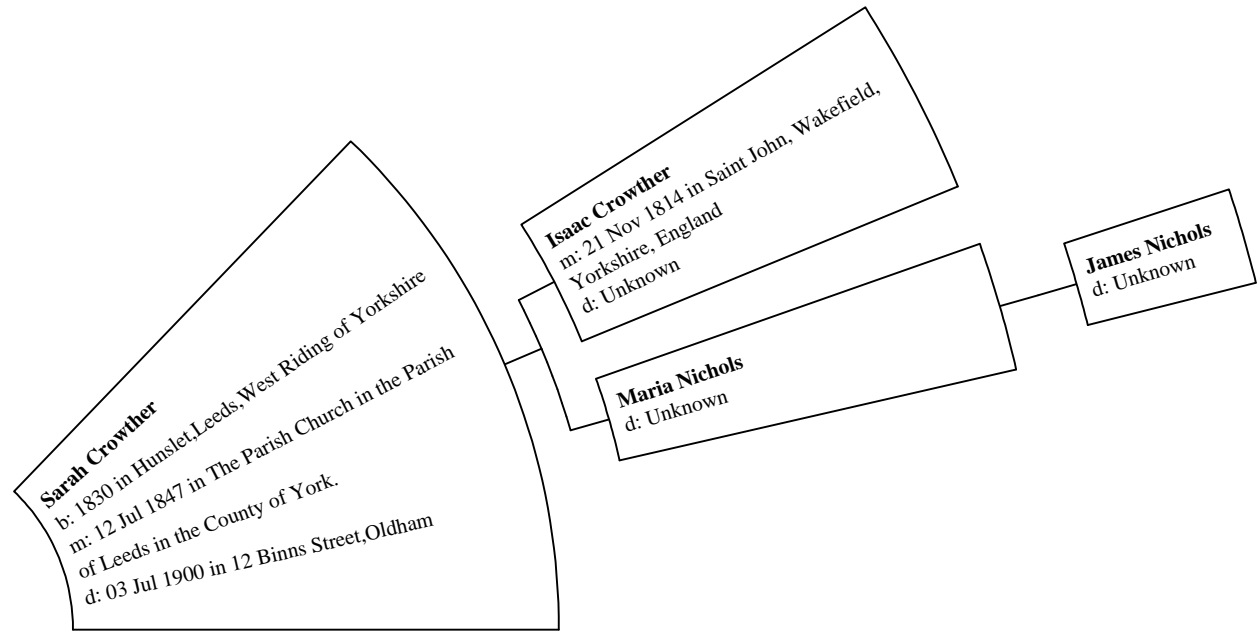 Sarah Crowther
b: 1830 in Hunslet,Leeds,West Riding of Yorkshire
m: 12 Jul 1847 in The Parish Church in the Parish
of Leeds in the County of York.
d: 03 Jul 1900 in 12 Binns Street,Oldham
Isaac Crowther
m: 21 Nov 1814 in Saint John, Wakefield,
Yorkshire, England
d: Unknown
Maria Nichols
d: Unknown
James Nichols
d: Unknown